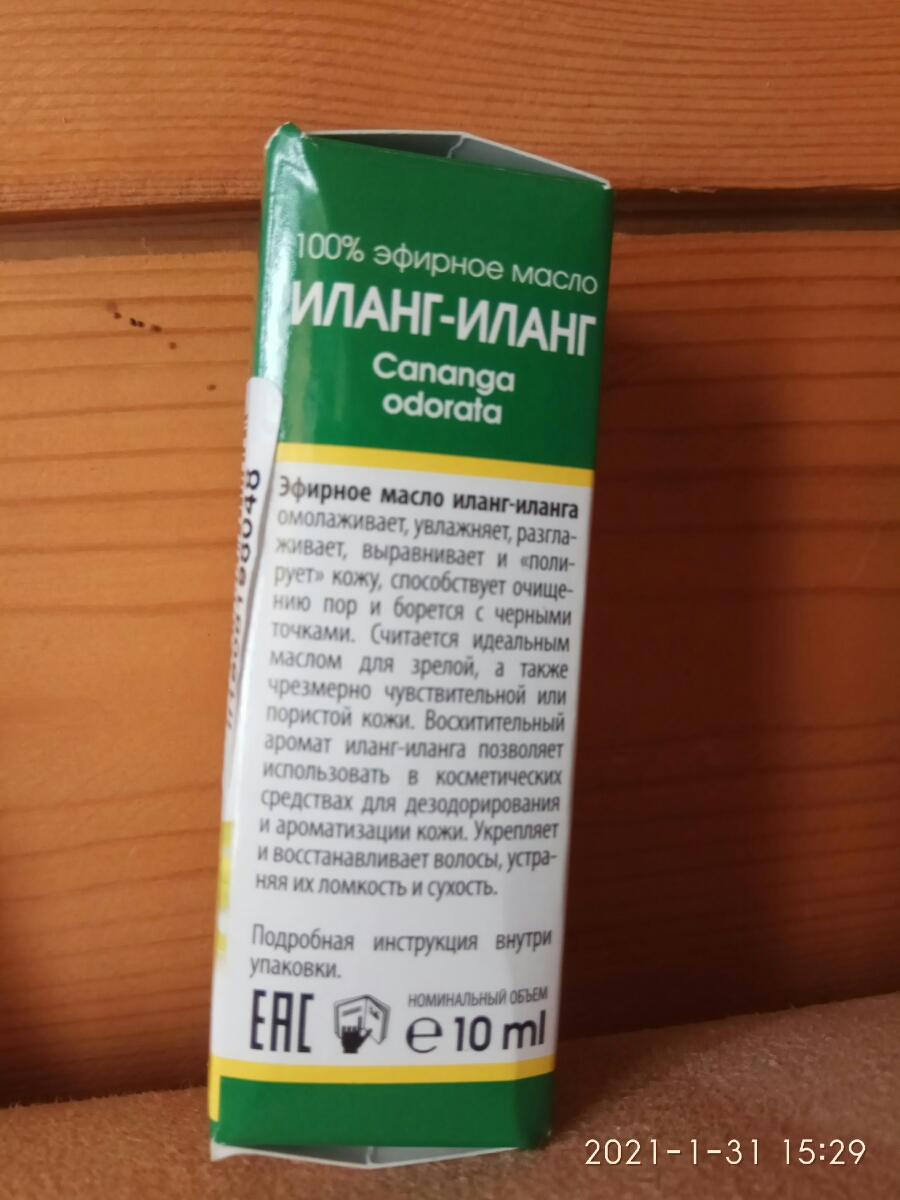 100% эфирное масло
ИЛАНГ-ИЛАНГ
Cananga
odorata
Эфирное масло иланг-иланга
омолаживает, увлажняет, разгла-
живает, выравнивает и «поли-
рует» кожу, способствует очище-
нию пор и борется с черными
точками. Считается идеальным
маслом для зрелой, а также
чрезмерно чувствительной или
пористой кожи. Восхитительный
аромат иланг-иланга позволяет
использовать в косметических
средствах для дезодорирования
и ароматизации кожи. Укрепляет
и восстанавливает волосы, устра-
няя их ломкость и сухость.
Подробная инструкция внутри
упаковки.
EAC
НОМИНАЛЬНЫЙ ОБЪЕМ
℮ 10 ml
2021-1-31 15:29